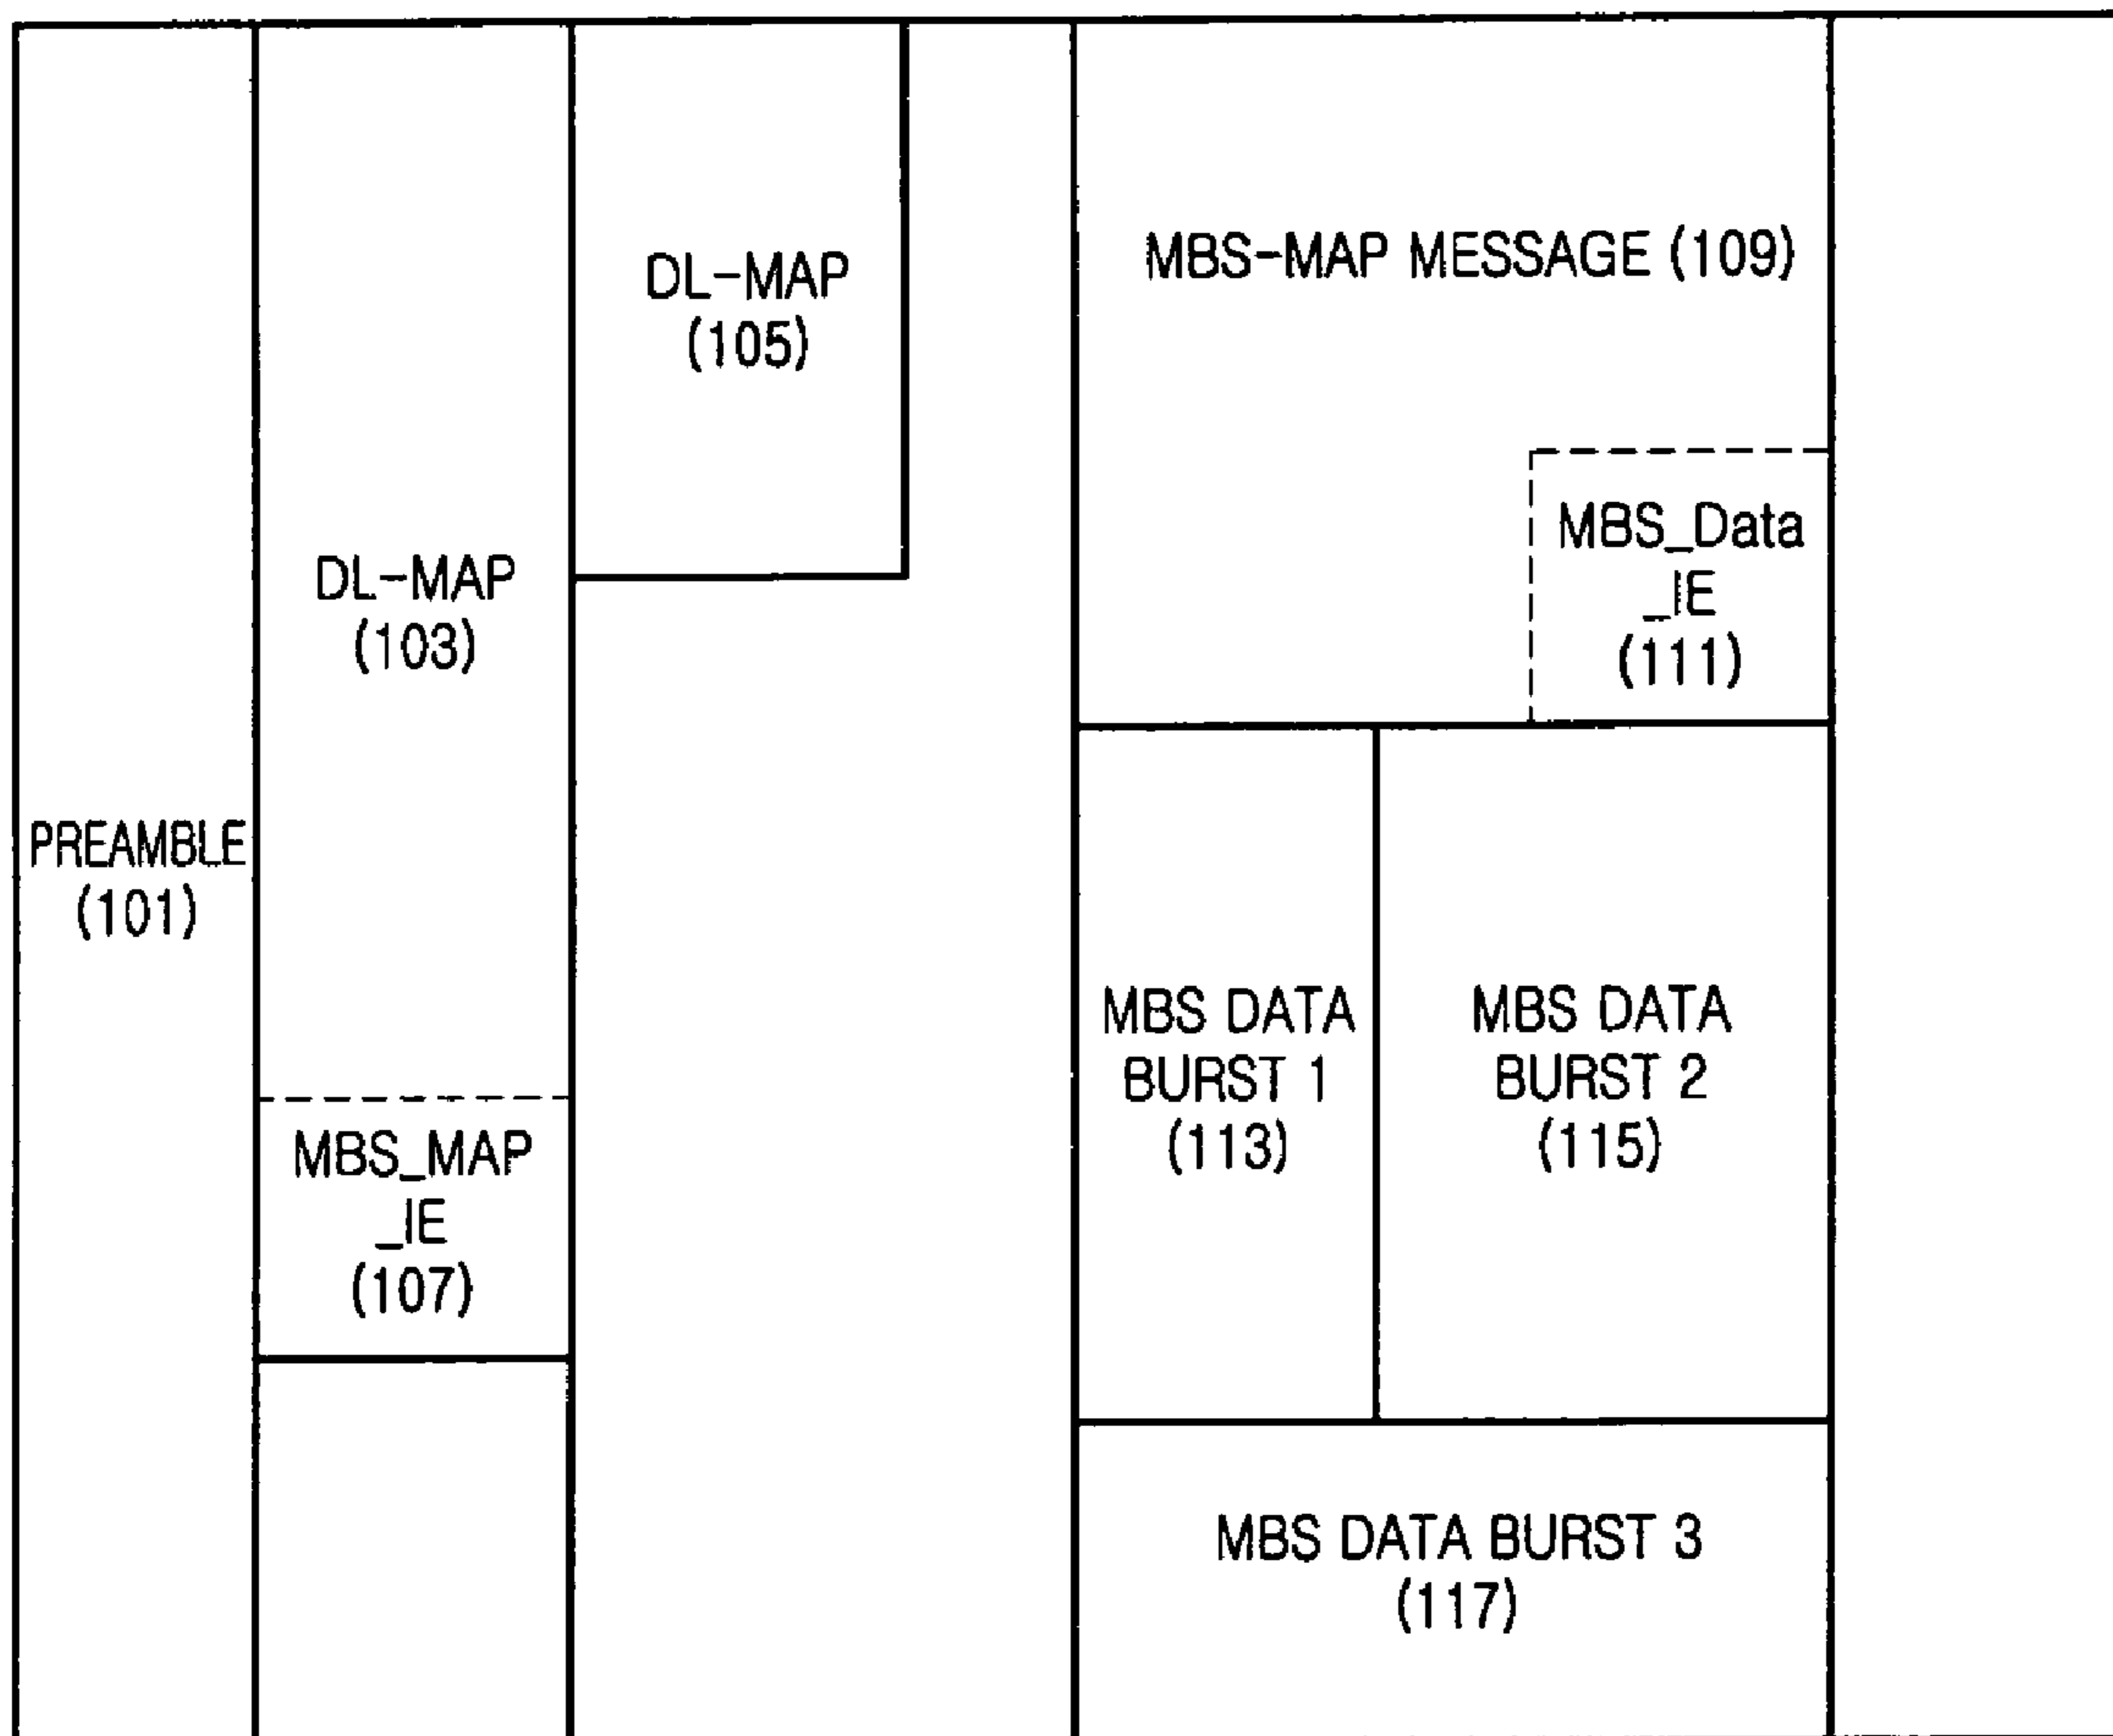 PREAMBLE
(101)
DL-MAP
(103)
MBS_MAP
_IE
(107)
DL-MAP
(105)
MBS-MAP MESSAGE (109)
MBS_Data
_IE
(111)
MBS DATA
BURST 1
(113)
MBS DATA
BURST 2
(115)
MBS DATA BURST 3
(117)